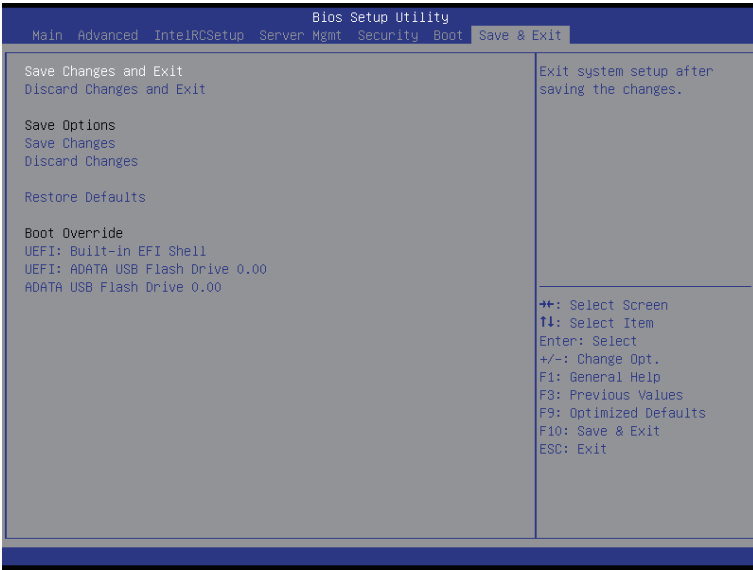 Bios Setup Utility
Main Advanced IntelRCSetup Server Mgmt Security Boot Save & Exit
Save Changes and Exit
Discard Changes and Exit
Save Options
Save Changes
Discard Changes
Restore Defaults
Boot Override
UEFI: Built-in EFI Shell
UEFI: ADATA USB Flash Drive 0.00
ADATA USB Flash Drive 0.00
Exit system setup after
saving the changes.
→←: Select Screen
↑↓: Select Item
Enter: Select
+/-: Change Opt.
F1: General Help
F3: Previous Values
F9: Optimized Defaults
F10: Save & Exit
ESC: Exit